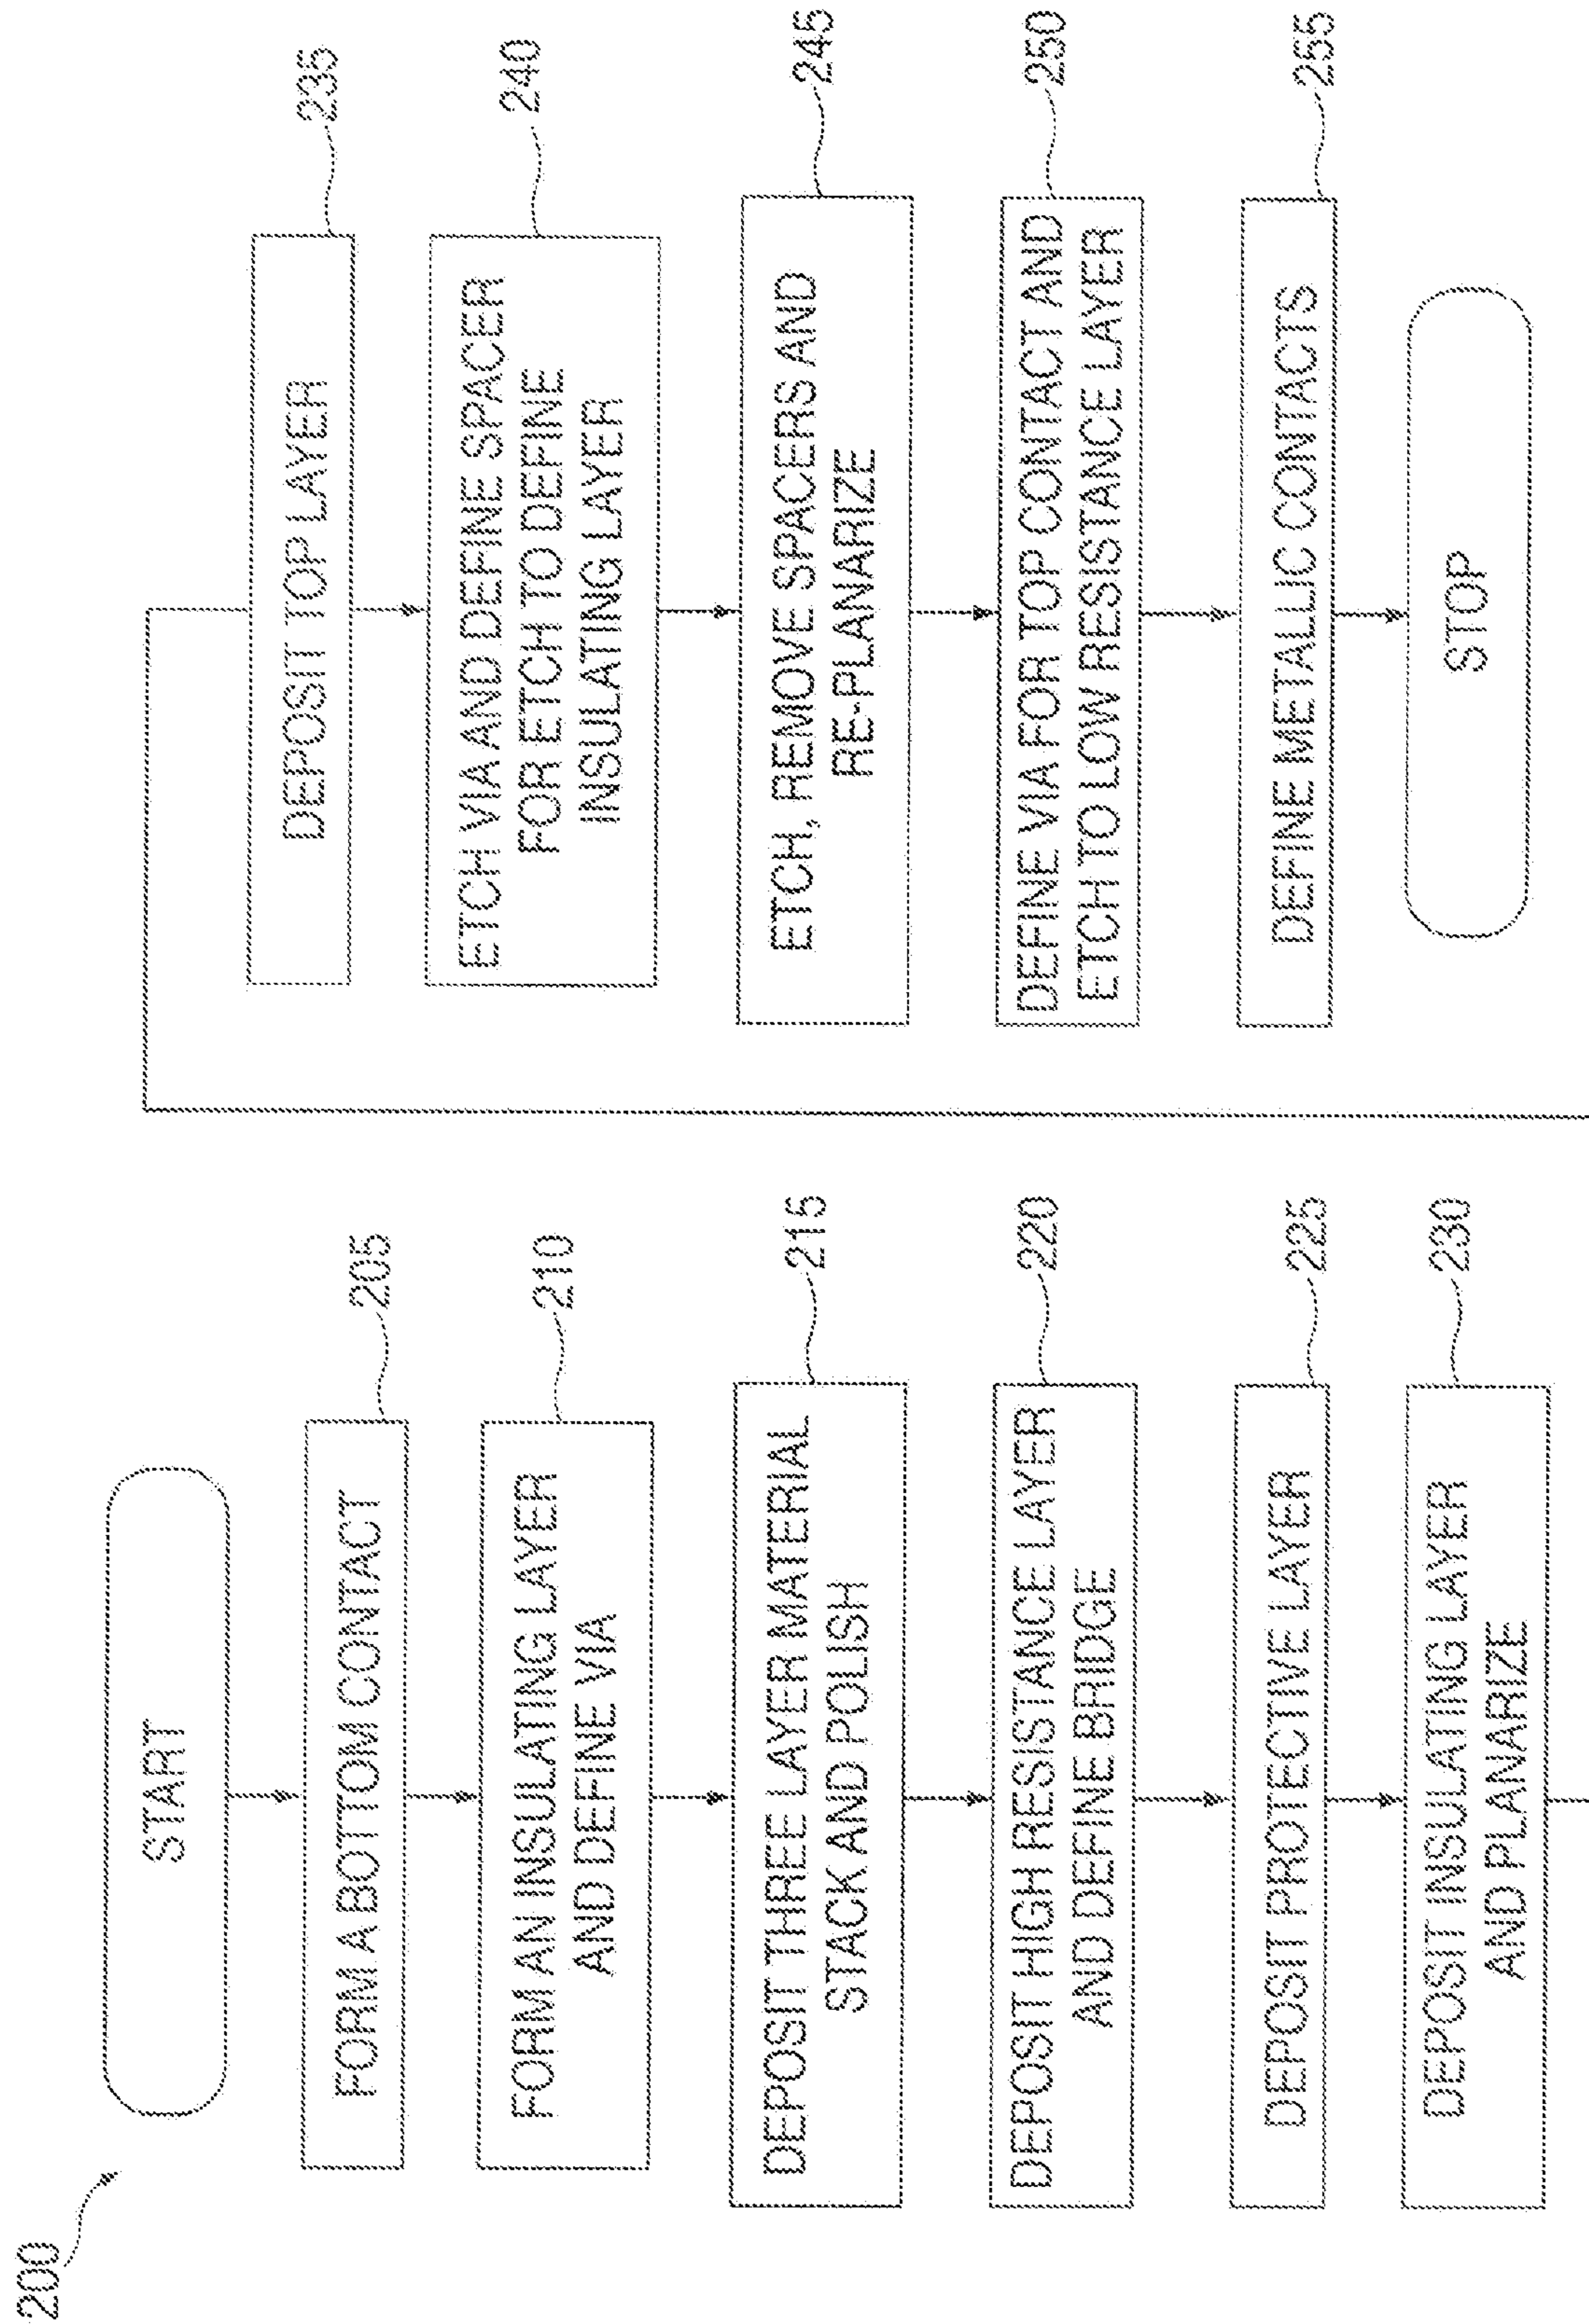 200
START
FORM A BOTTOM CONTACT
205
FORM AN INSULATING LAYER
AND DEFINE VIA
210
DEPOSIT THREE LAYER MATERIAL
STACK AND POLISH
215
DEPOSIT HIGH RESISTANCE LAYER
AND DEFINE BRIDGE
220
DEPOSIT PROTECTIVE LAYER
225
DEPOSIT INSULATING LAYER
AND PLANARIZE
230
DEPOSIT TOP LAYER
235
ETCH VIA AND DEFINE SPACER
FOR ETCH TO DEFINE
INSULATING LAYER
240
ETCH, REMOVE SPACERS AND
RE-PLANARIZE
245
DEFINE VIA FOR TOP CONTACT AND
ETCH TO LOW RESISTANCE LAYER
250
DEFINE METALLIC CONTACTS
255
STOP